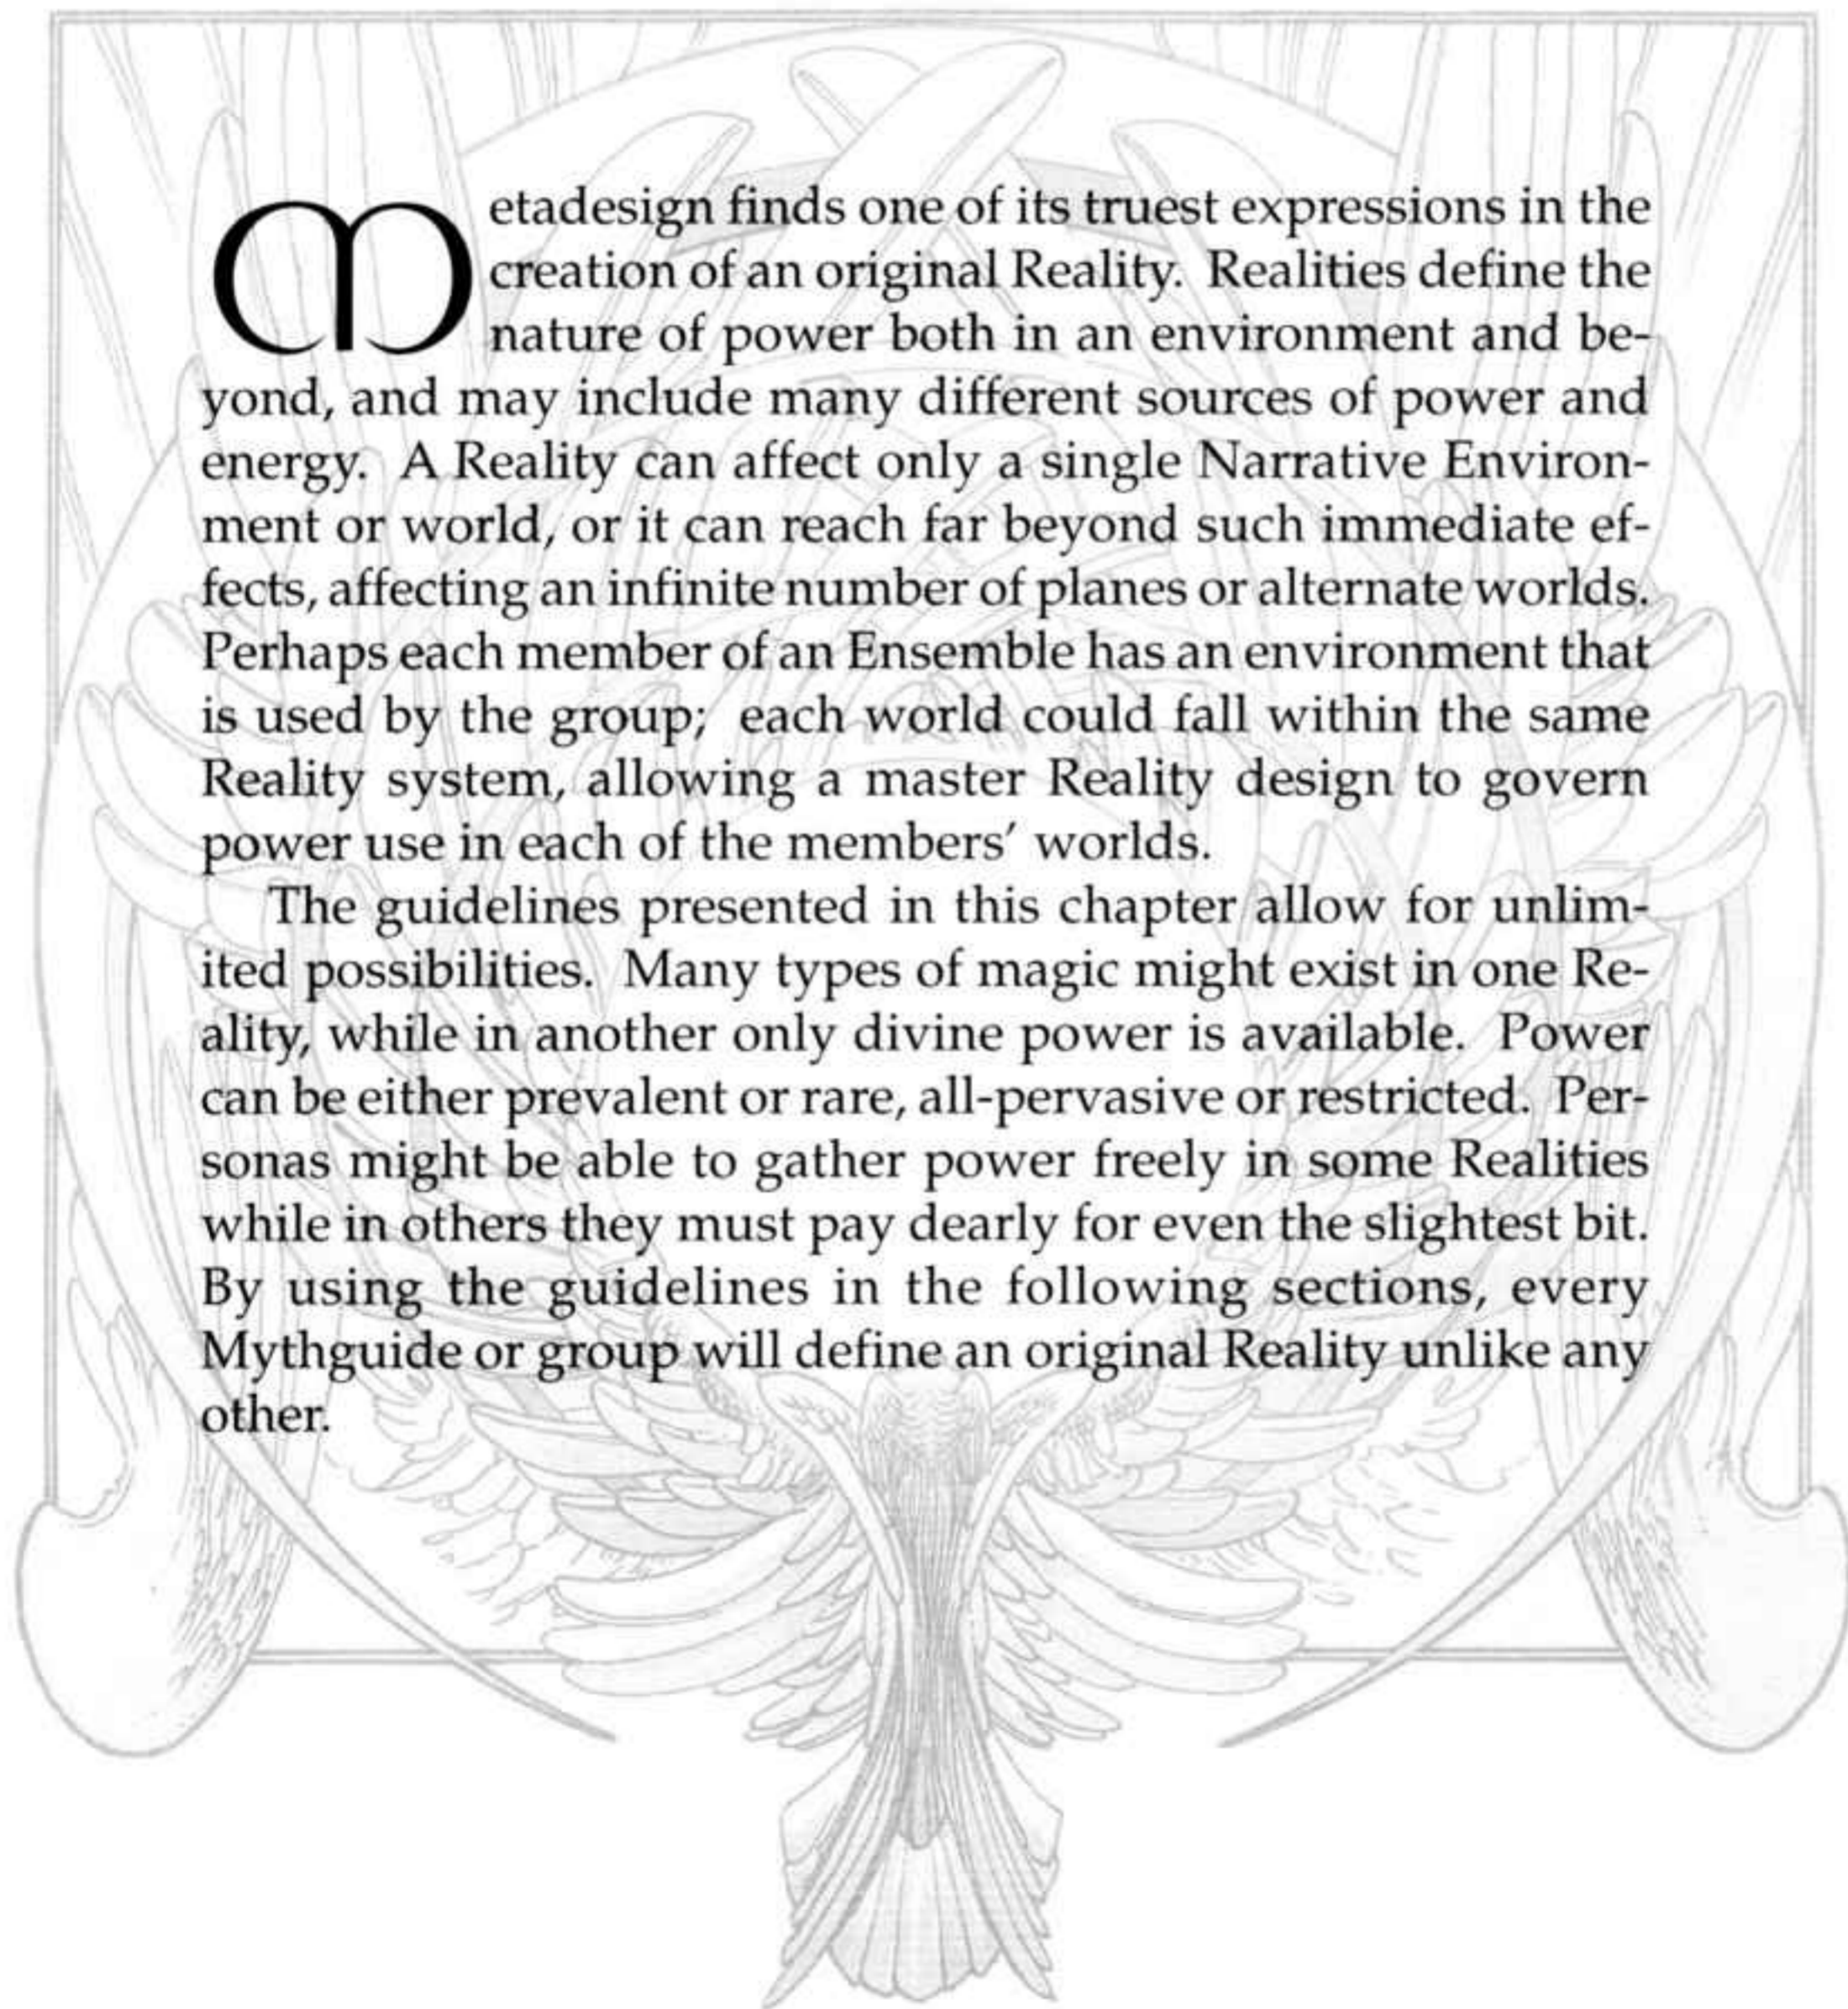 Metadesign finds one of its truest expressions in the
creation of an original Reality. Realities define the
nature of power both in an environment and be-
yond, and may include many different sources of power and
energy. A Reality can affect only a single Narrative Environ-
ment or world, or it can reach far beyond such immediate ef-
fects, affecting an infinite number of planes or alternate worlds.
Perhaps each member of an Ensemble has an environment that
is used by the group; each world could fall within the same
Reality system, allowing a master Reality design to govern
power use in each of the members’ worlds.
The guidelines presented in this chapter allow for unlim-
ited possibilities. Many types of magic might exist in one Re-
ality, while in another only divine power is available. Power
can be either prevalent or rare, all-pervasive or restricted. Per-
sonas might be able to gather power freely in some Realities
while in others they must pay dearly for even the slightest bit.
By using the guidelines in the following sections, every
Mythguide or group will define an original Reality unlike any
other.